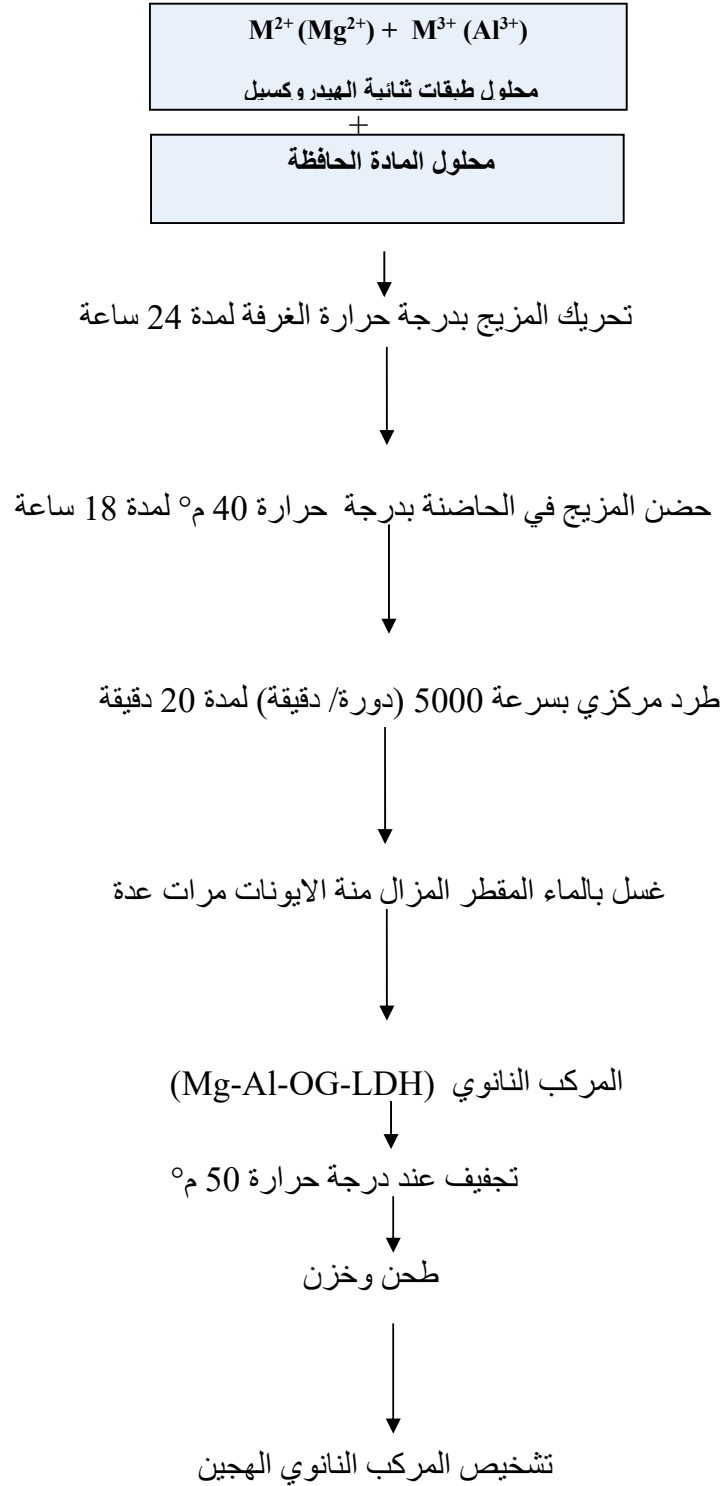 M²⁺ (Mg²⁺) + M³⁺ (Al³⁺)
محلول طبقات ثنائية الهيدروكسيل
+
محلول المادة الحافظة
تحريك المزيج بدرجة حرارة الغرفة لمدة 24 ساعة
حضن المزيج في الحاضنة بدرجة حرارة 40 م° لمدة 18 ساعة
طرد مركزي بسرعة 5000 (دورة/ دقيقة) لمدة 20 دقيقة
غسل بالماء المقطر المزال منة الايونات مرات عدة
المركب النانوي (Mg-Al-OG-LDH)
تجفيف عند درجة حرارة 50 م°
طحن وخزن
تشخيص المركب النانوي الهجين